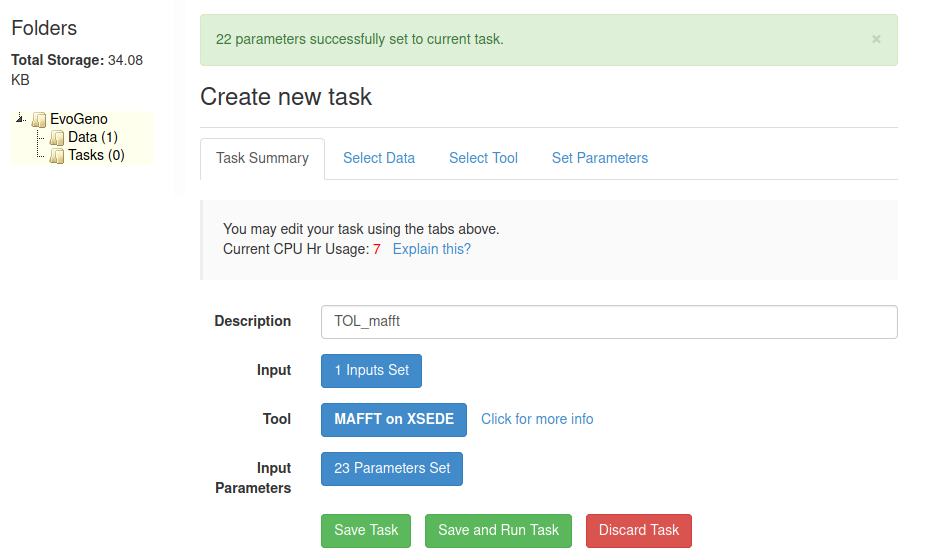 Folders
Total Storage: 34.08
KB
EvoGeno
Data (1)
Tasks (0)
22 parameters successfully set to current task.
×
Create new task
Task Summary
Select Data
Select Tool
Set Parameters
You may edit your task using the tabs above.
Current CPU Hr Usage: 7 Explain this?
Description
TOL_mafft
Input
1 Inputs Set
Tool
MAFFT on XSEDE
Click for more info
Input
Parameters
23 Parameters Set
Save Task
Save and Run Task
Discard Task